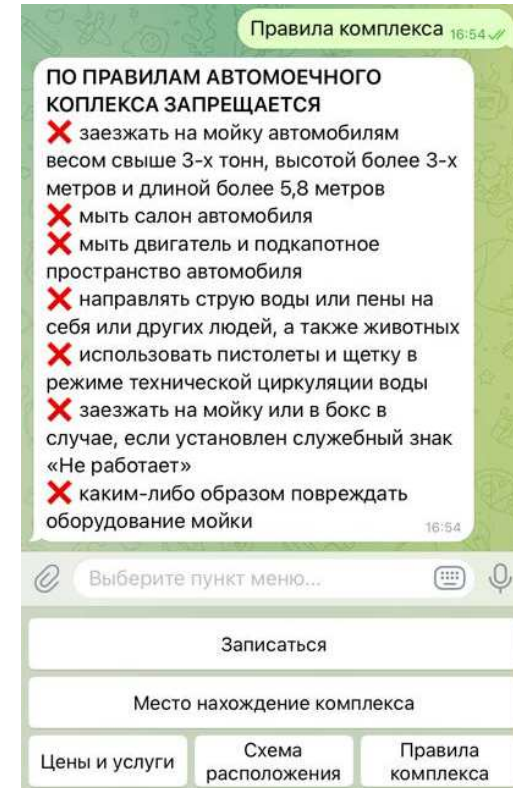 Правила комплекса 16:54
ПО ПРАВИЛАМ АВТОМОЕЧНОГО
КОПЛЕКСА ЗАПРЕЩАЕТСЯ
❌ заезжать на мойку автомобилям
весом свыше 3-х тонн, высотой более 3-х
метров и длиной более 5,8 метров
❌ мыть салон автомобиля
❌ мыть двигатель и подкапотное
пространство автомобиля
❌ направлять струю воды или пены на
себя или других людей, а также животных
❌ использовать пистолеты и щетку в
режиме технической циркуляции воды
❌ заезжать на мойку или в бокс в
случае, если установлен служебный знак
«Не работает»
❌ каким-либо образом повреждать
оборудование мойки 16:54
Выберите пункт меню...
Записаться
Место нахождение комплекса
Цены и услуги
Схема
расположения
Правила
комплекса